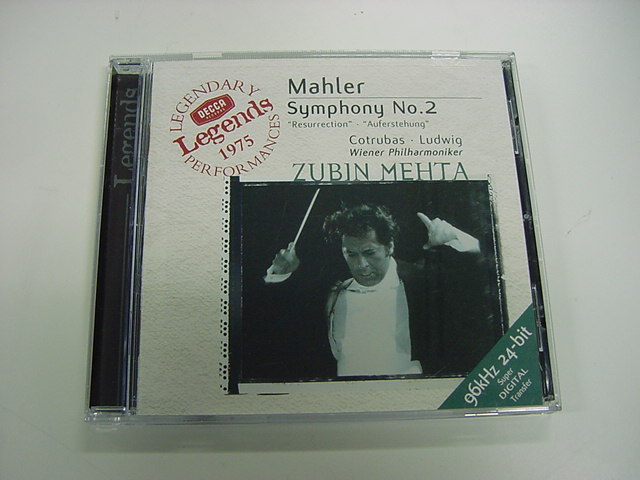 Legends
LEGENDARY
DECCA
Legends
1975
PERFORMANCES
Mahler
Symphony No.2
"Resurrection" · "Auferstehung"
Cotrubas · Ludwig
Wiener Philharmoniker
ZUBIN MEHTA
96kHz 24-bit
Super
DIGITAL
Transfer